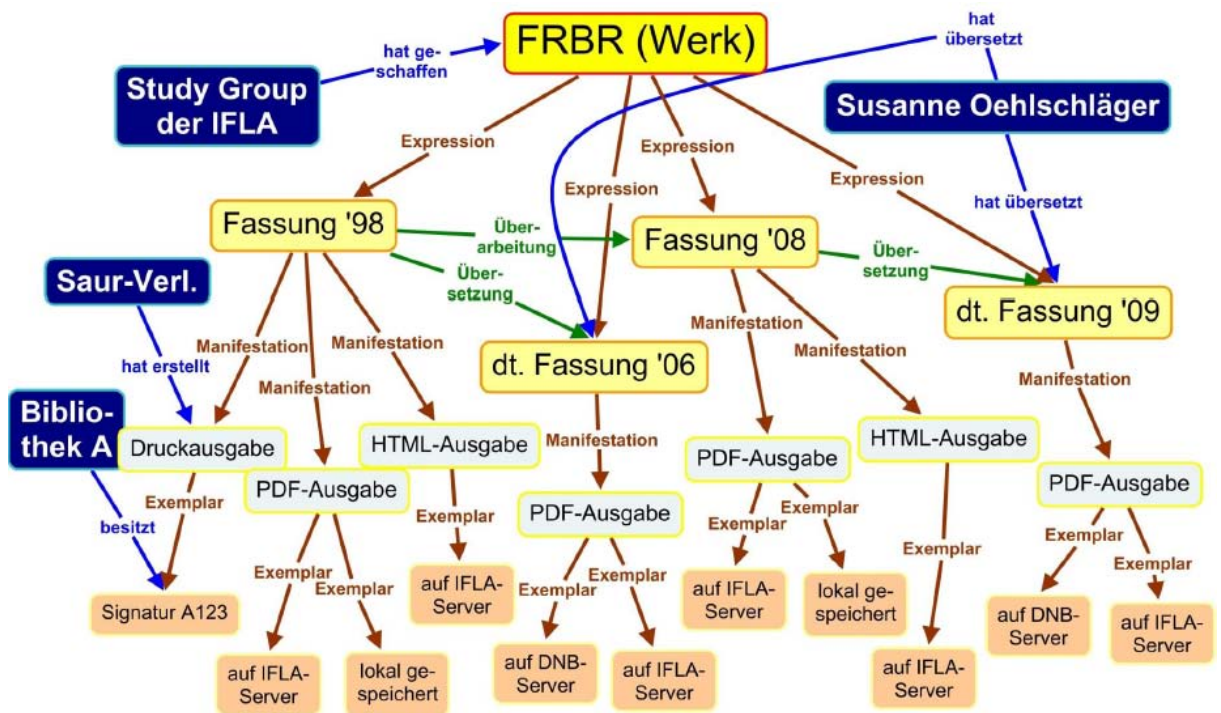 FRBR (Werk)
hat
übersetzt
hat ge-
schaffen
Study Group
der IFLA
Susanne Oehlschläger
Expression
Expression
Expression
Expression
hat übersetzt
Fassung '98
Über-
arbeitung
Fassung '08
Über-
setzung
Über-
setzung
Saur-Verl.
dt. Fassung '09
Manifestation
Manifestation
Manifestation
Manifestation
dt. Fassung '06
hat erstellt
Manifestation
Manifestation
Biblio-
thek A
Druckausgabe
HTML-Ausgabe
Manifestation
HTML-Ausgabe
PDF-Ausgabe
PDF-Ausgabe
PDF-Ausgabe
PDF-Ausgabe
Exemplar
besitzt
Exemplar
Exemplar
Exemplar
Exemplar
Exemplar
Exemplar
Exemplar
Exemplar
Exemplar
Exemplar
Exemplar
auf IFLA-
Server
auf IFLA-
Server
lokal ge-
speichert
Signatur A123
auf DNB-
Server
auf IFLA-
Server
auf IFLA-
Server
lokal ge-
speichert
auf DNB-
Server
auf IFLA-
Server
auf IFLA-
Server